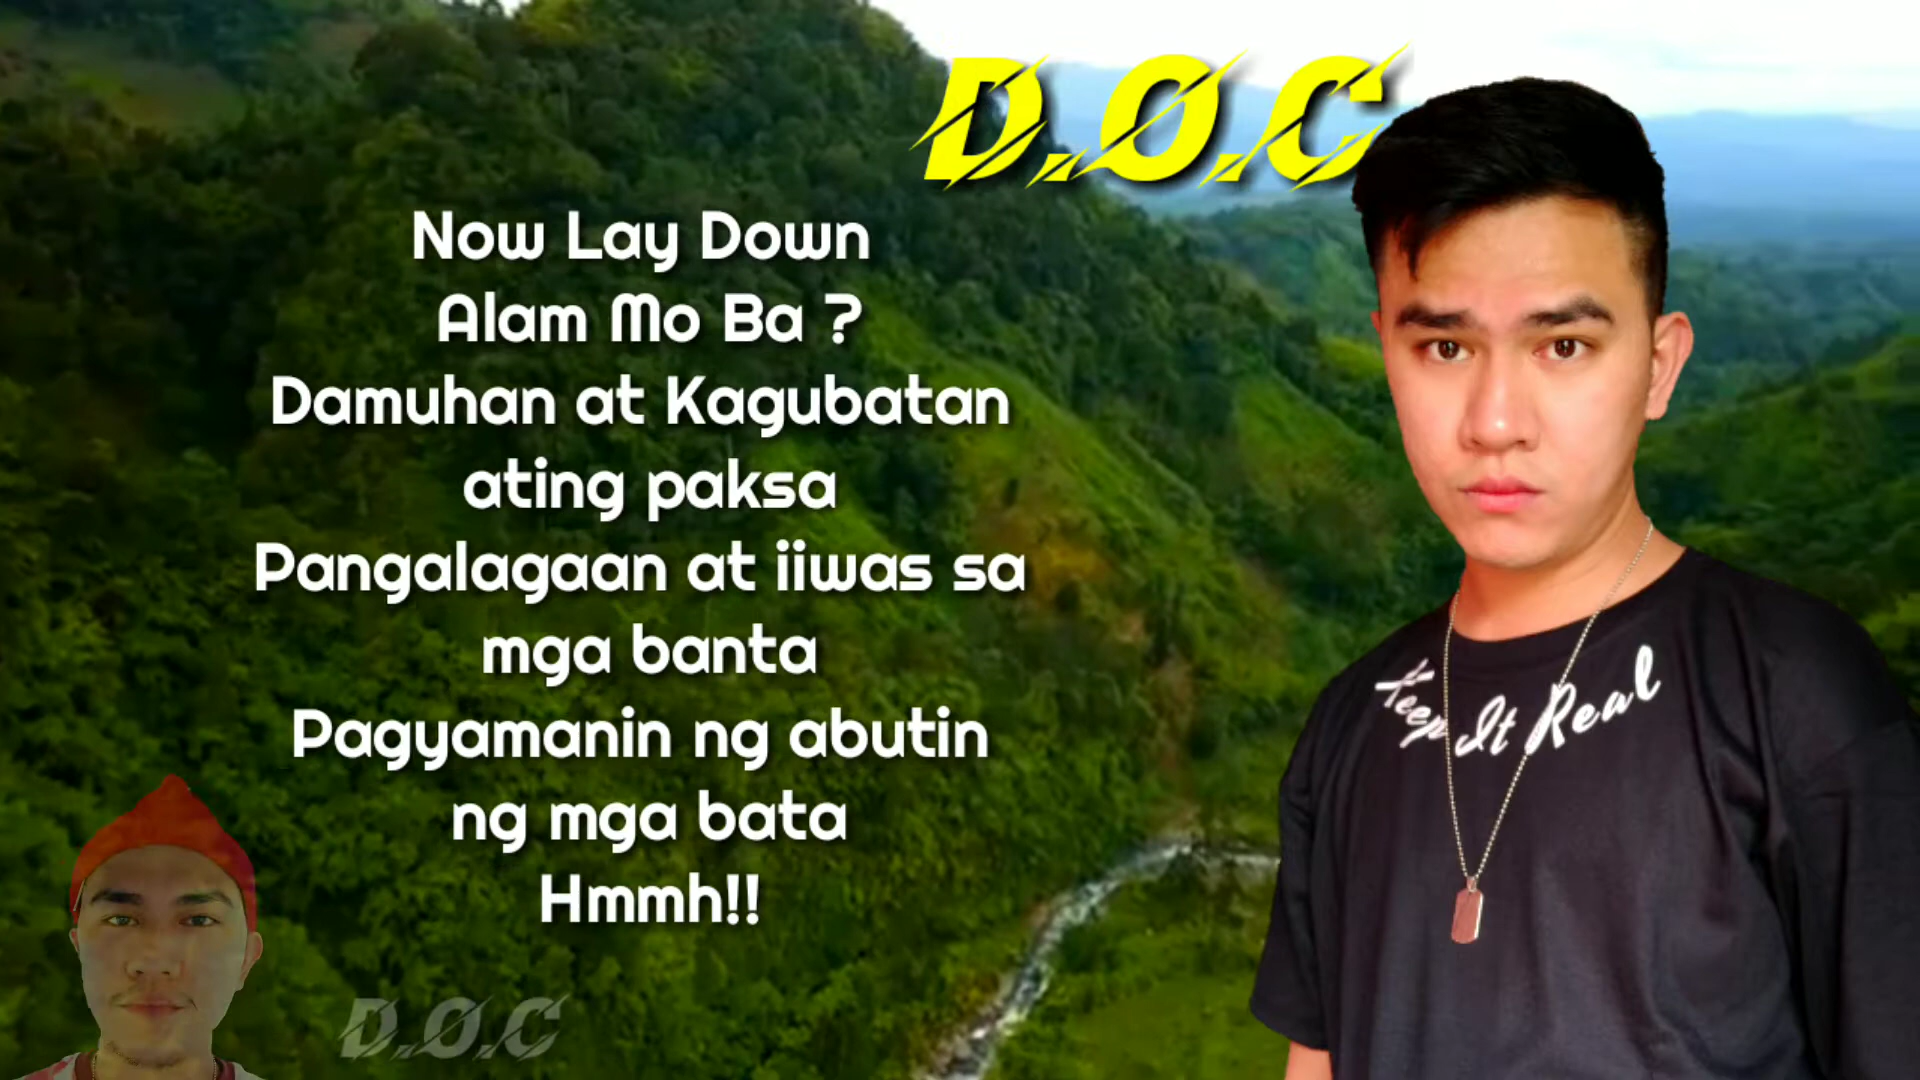 D.O.C
Now Lay Down
Alam Mo Ba ?
Damuhan at Kagubatan
ating paksa
Pangalagaan at iiwas sa
mga banta
Pagyamanin ng abutin
ng mga bata
Hmmh!!
Keep It Real
D.O.C